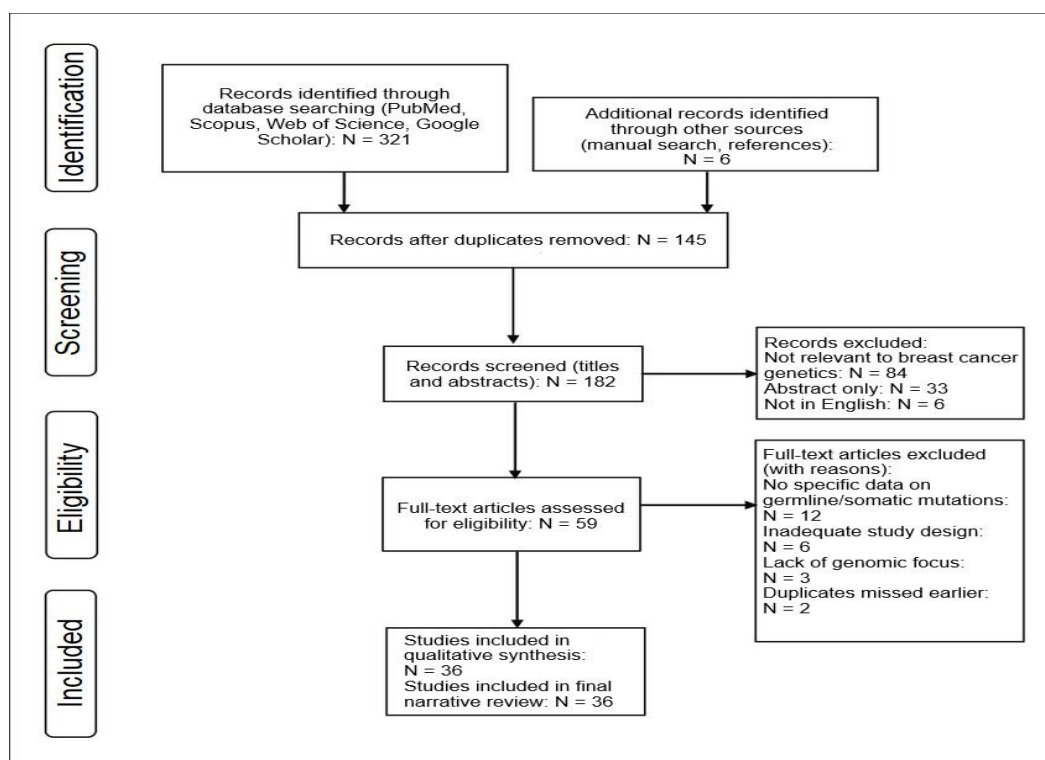 Identification
Records identified through
database searching (PubMed,
Scopus, Web of Science, Google
Scholar): N = 321
Additional records identified
through other sources
(manual search, references):
N = 6
Screening
Records after duplicates removed: N = 145
Records screened (titles
and abstracts): N = 182
Records excluded:
Not relevant to breast cancer
genetics: N = 84
Abstract only: N = 33
Not in English: N = 6
Eligibility
Full-text articles assessed
for eligibility: N = 59
Full-text articles excluded
(with reasons):
No specific data on
germline/somatic mutations:
N = 12
Inadequate study design:
N = 6
Lack of genomic focus:
N = 3
Duplicates missed earlier:
N = 2
Included
Studies included in
qualitative synthesis:
N = 36
Studies included in final
narrative review: N = 36